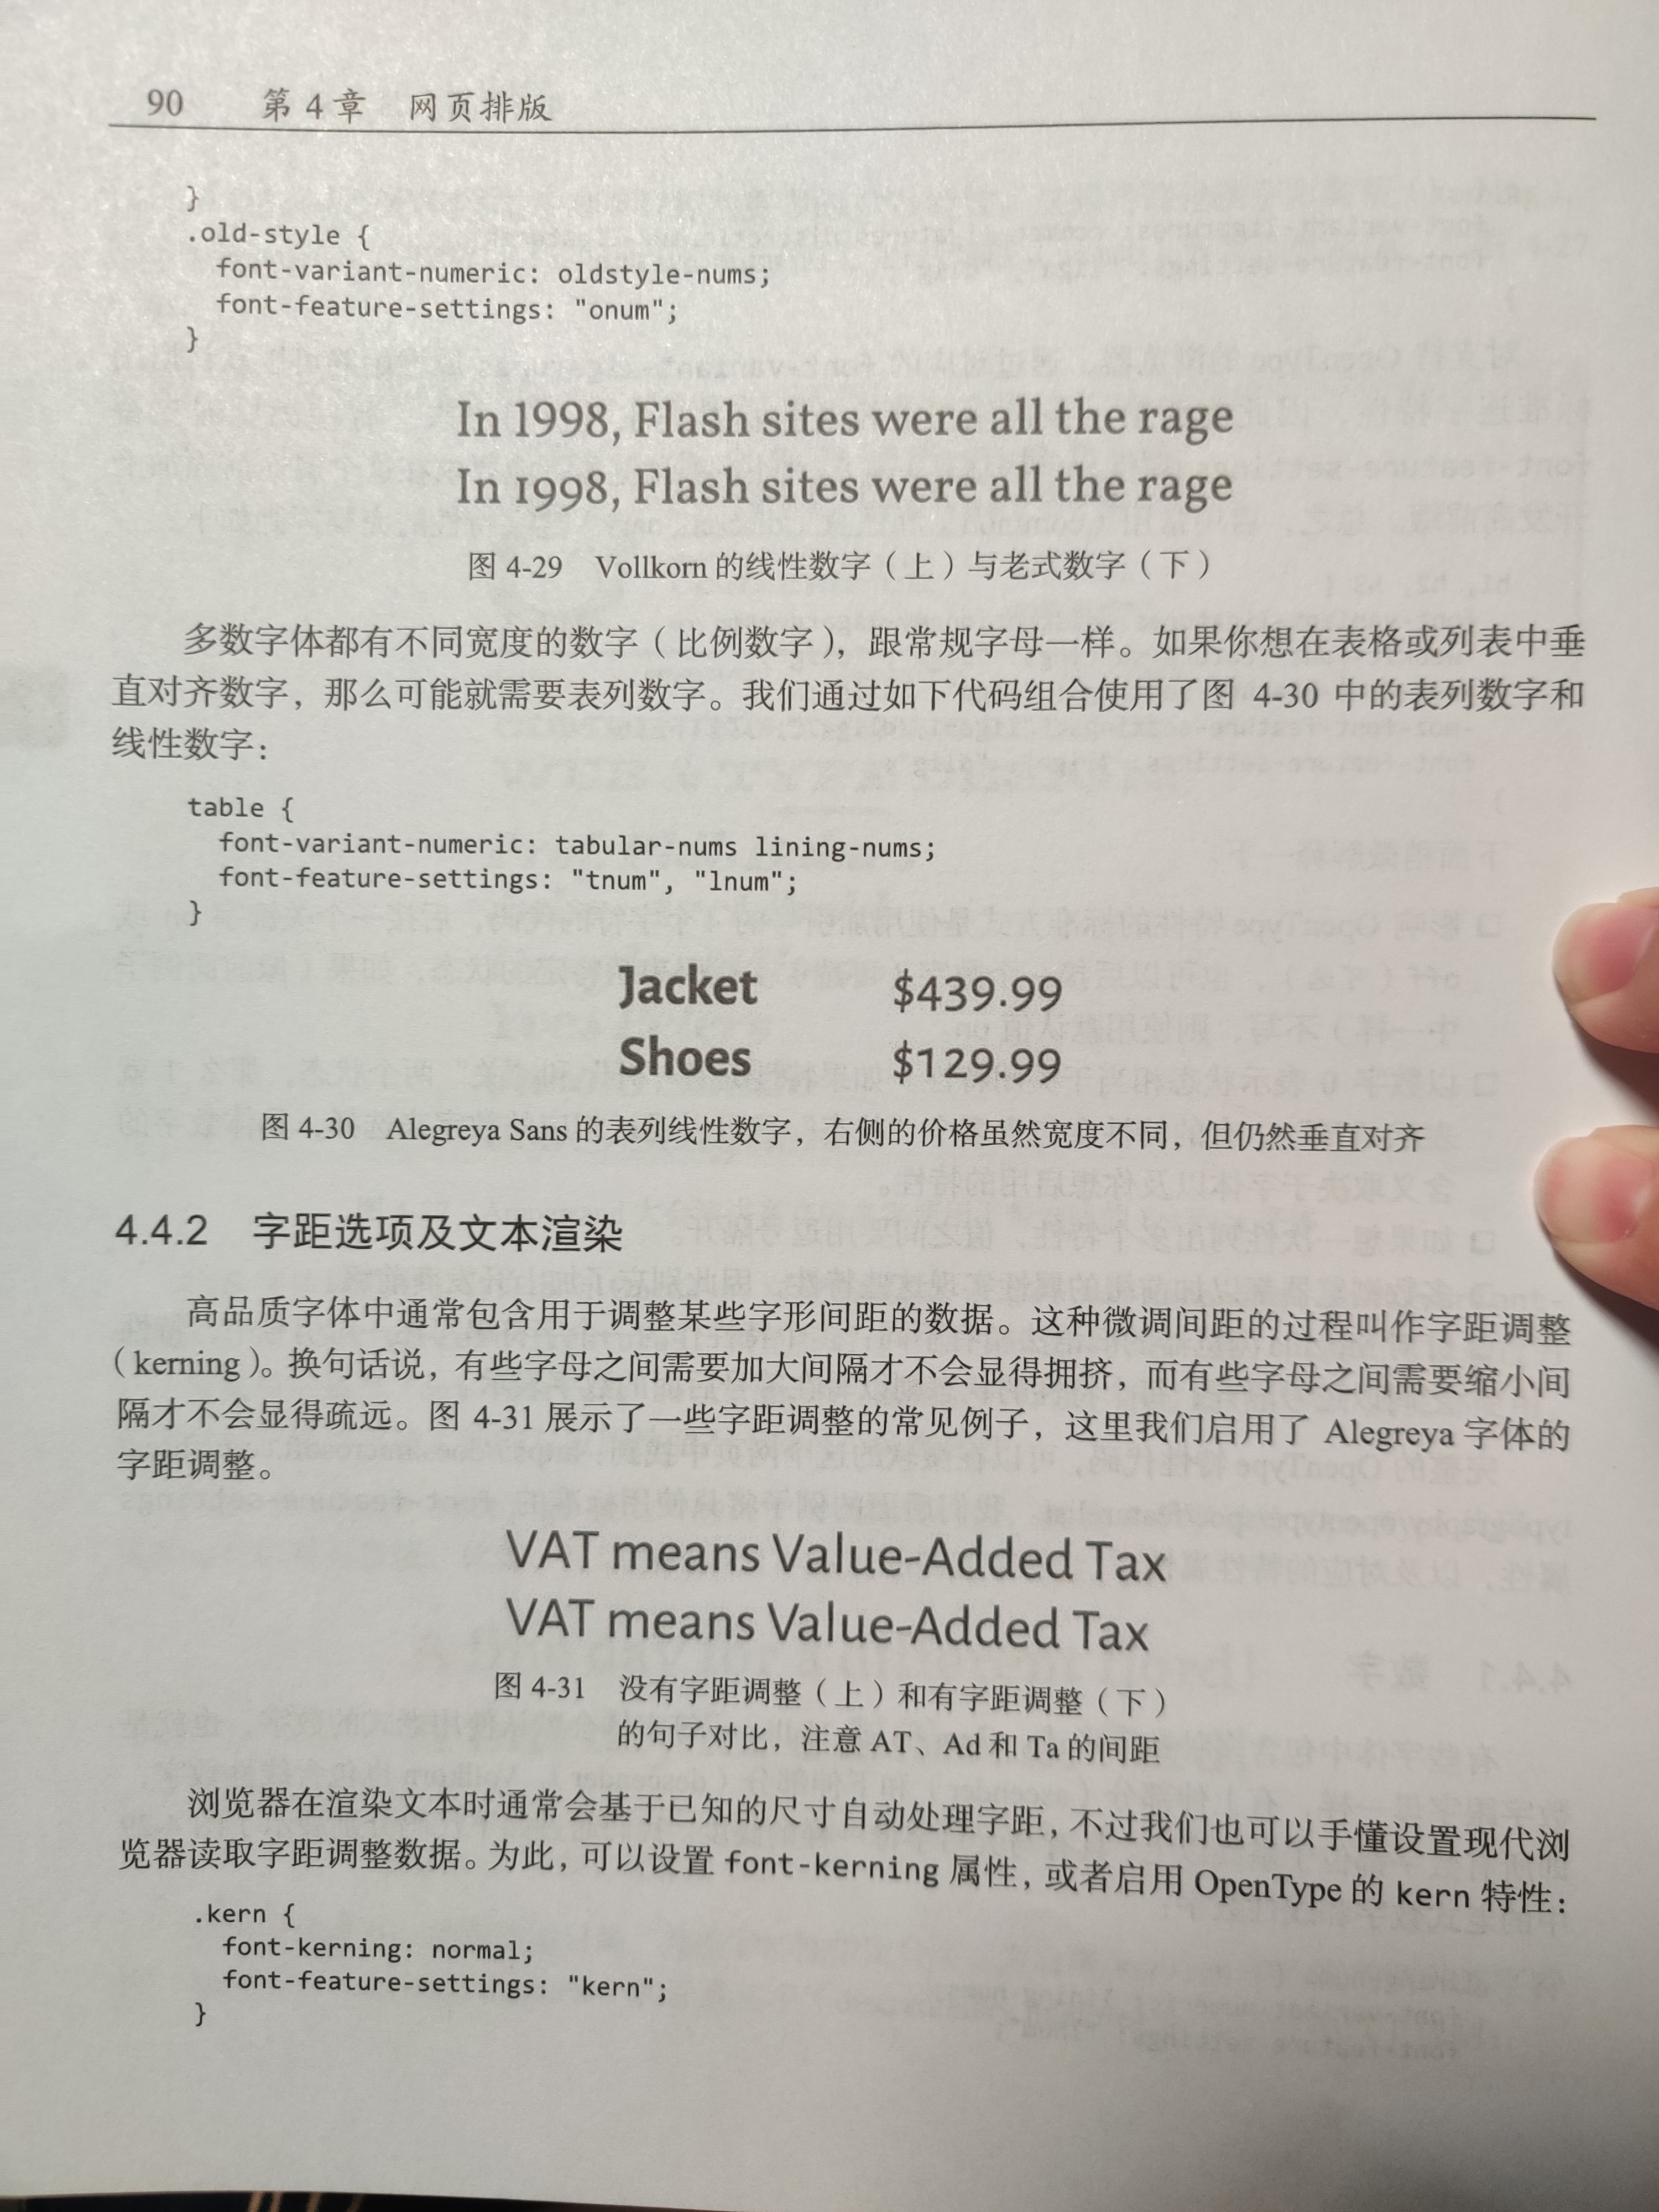 90 第 4 章 网页排版
}
.old-style {
  font-variant-numeric: oldstyle-nums;
  font-feature-settings: "onum";
}
In 1998, Flash sites were all the rage
In 1998, Flash sites were all the rage
图 4-29 Vollkorn 的线性数字（上）与老式数字（下）
多数字体都有不同宽度的数字（比例数字），跟常规字母一样。如果你想在表格或列表中垂
直对齐数字，那么可能就需要表列数字。我们通过如下代码组合使用了图 4-30 中的表列数字和
线性数字：
table {
  font-variant-numeric: tabular-nums lining-nums;
  font-feature-settings: "tnum", "lnum";
}
Jacket $439.99
Shoes $129.99
图 4-30 Alegreya Sans 的表列线性数字，右侧的价格虽然宽度不同，但仍然垂直对齐
4.4.2 字距选项及文本渲染
高品质字体中通常包含用于调整某些字形间距的数据。这种微调间距的过程叫作字距调整
（kerning）。换句话说，有些字母之间需要加大间隔才不会显得拥挤，而有些字母之间需要缩小间
隔才不会显得疏远。图 4-31 展示了一些字距调整的常见例子，这里我们启用了 Alegreya 字体的
字距调整。
VAT means Value-Added Tax
VAT means Value-Added Tax
图 4-31 没有字距调整（上）和有字距调整（下）
的句子对比，注意 AT、Ad 和 Ta 的间距
浏览器在渲染文本时通常会基于已知的尺寸自动处理字距，不过我们也可以手懂设置现代浏
览器读取字距调整数据。为此，可以设置 font-kerning 属性，或者启用 OpenType 的 kern 特性：
.kern {
  font-kerning: normal;
  font-feature-settings: "kern";
}